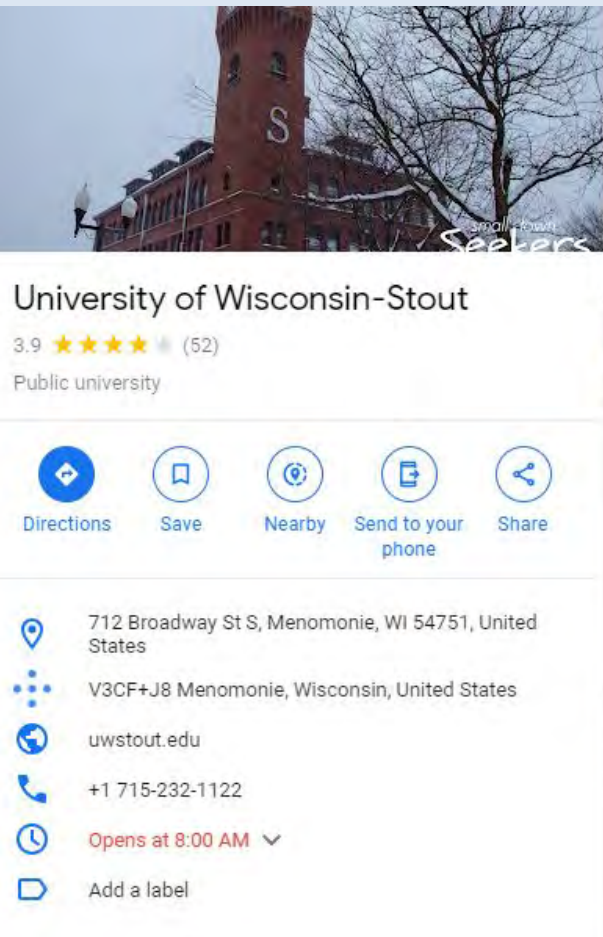 S
small town
Seekers
University of Wisconsin-Stout
3.9 (52)
Public university
Directions
Save
Nearby
Send to your
phone
Share
712 Broadway St S, Menomonie, WI 54751, United
States
V3CF+J8 Menomonie, Wisconsin, United States
uwstout.edu
+1 715-232-1122
Opens at 8:00 AM
Add a label